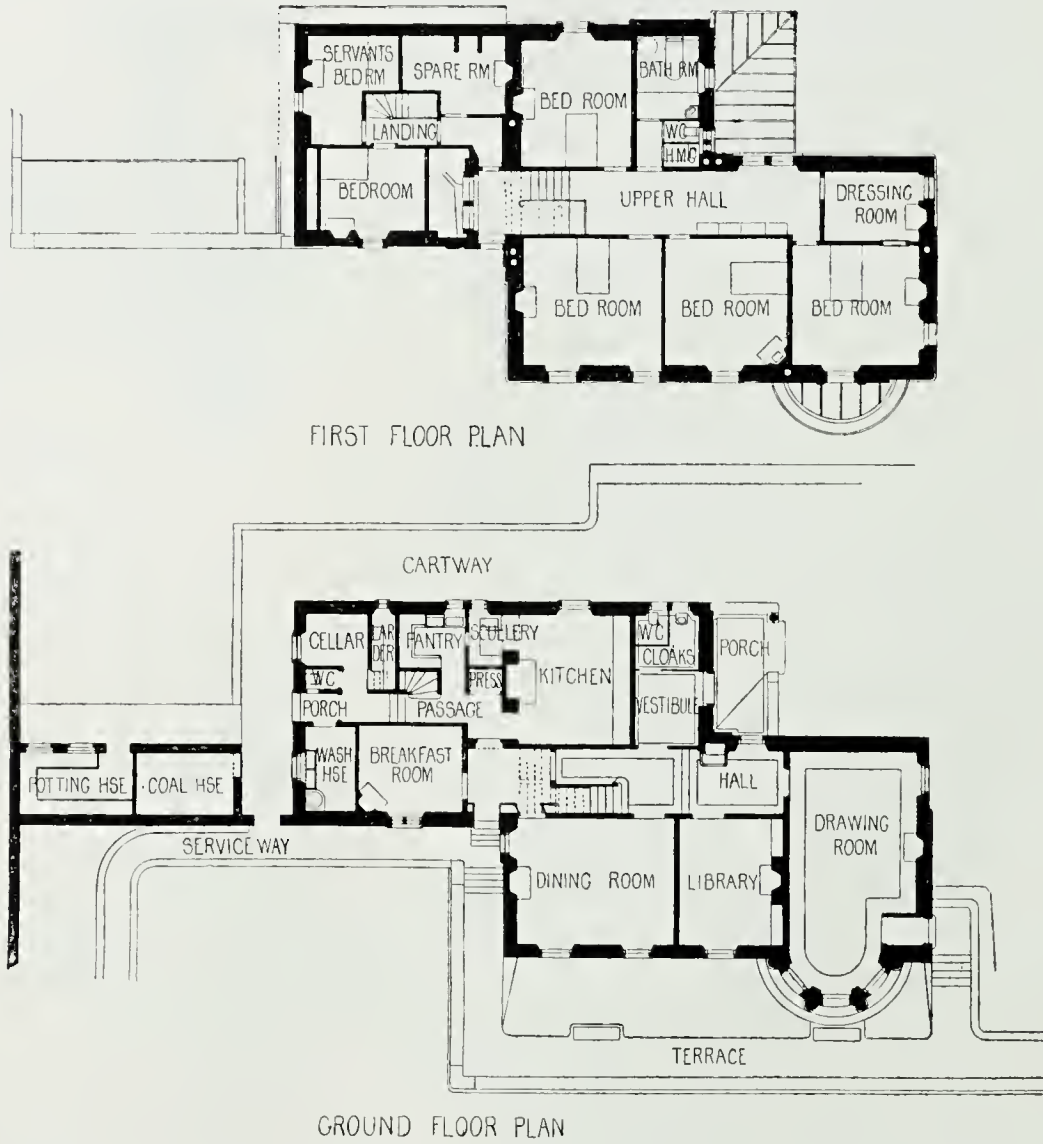 SERVANTS
BED RM
SPARE RM
BED ROOM
BATH RM
LANDING
WC
HMC
BEDROOM
UPPER HALL
DRESSING
ROOM
BED ROOM
BED ROOM
BED ROOM
FIRST FLOOR PLAN
CARTWAY
CELLAR
LAR
DER
PANTRY
SCULLERY
WC
CLOAKS
PORCH
KITCHEN
WC
PRESS
PORCH
PASSAGE
VESTIBULE
WASH
HSE
BREAKFAST
ROOM
HALL
POTTING HSE
COAL HSE
DRAWING
ROOM
SERVICE WAY
DINING ROOM
LIBRARY
TERRACE
GROUND FLOOR PLAN